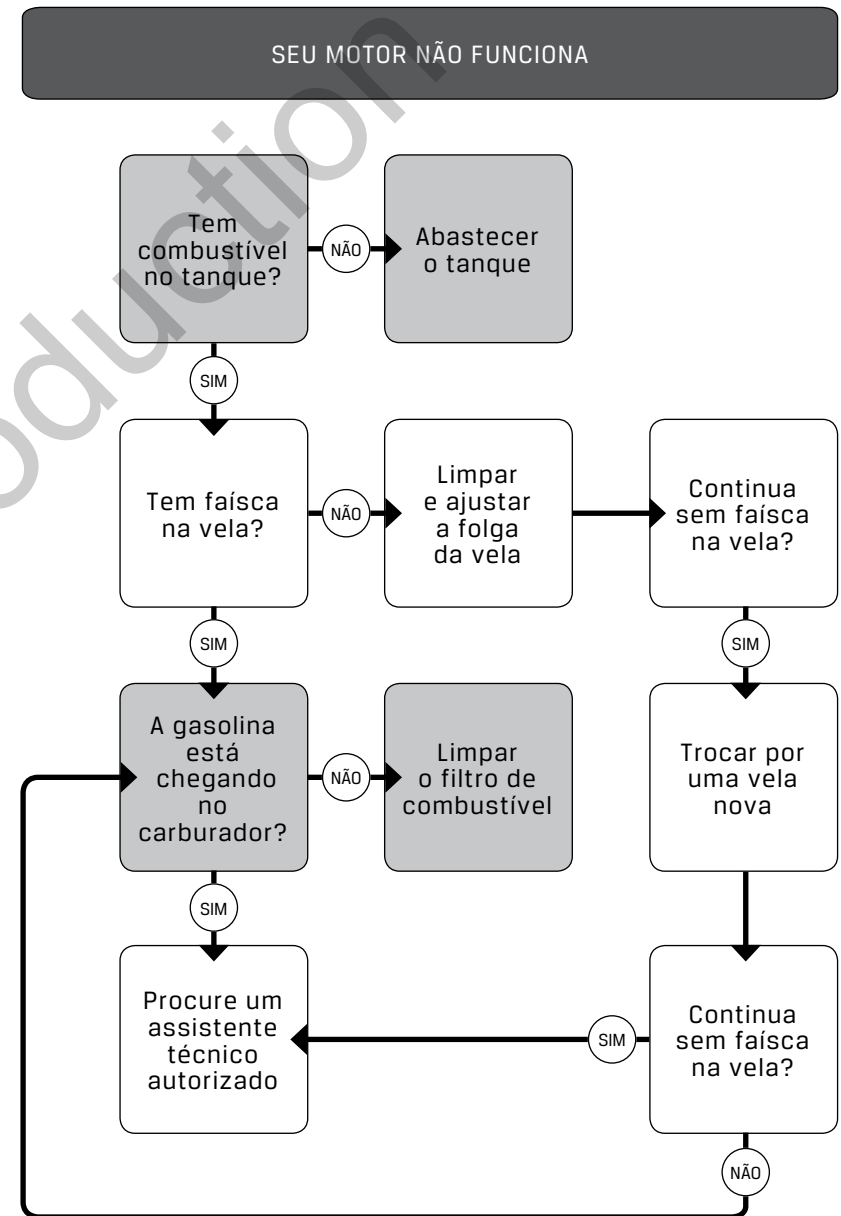 SEU MOTOR NÃO FUNCIONA
Tem
combustível
no tanque?
NÃO
Abastecer
o tanque
SIM
Tem faísca
na vela?
NÃO
Limpar
e ajustar
a folga
da vela
Continua
sem faísca
na vela?
SIM
SIM
A gasolina
está
chegando
no
carburador?
NÃO
Limpar
o filtro de
combustível
Trocar por
uma vela
nova
SIM
Procure um
assistente
técnico
autorizado
SIM
Continua
sem faísca
na vela?
NÃO